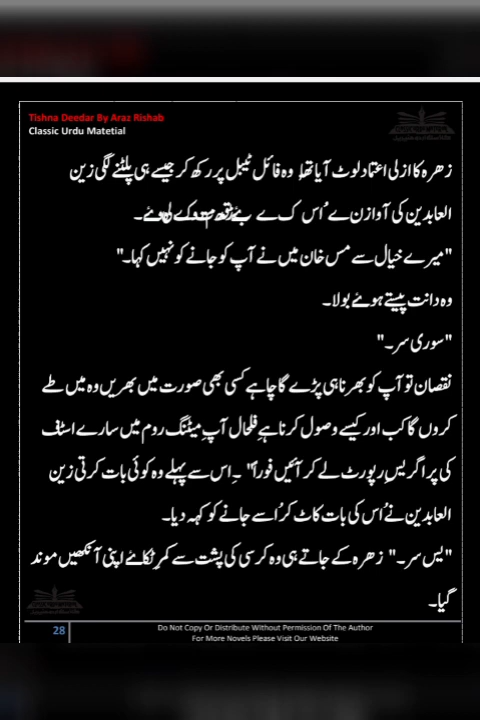 Tishna Deedar By Araz Rishab
Classic Urdu Matetial
زھرہ کا ازلی اعتماد لوٹ آیا تھا۔ وہ فائل ٹیبل پر رکھ کر جیسے ہی پلٹنے لگی زین
العابدین کی آواز نے اُس کے
"میرے خیال سے مس خان میں نے آپ کو جانے کو نہیں کہا۔"
وہ دانت پیستے ہوئے بولا۔
"سوری سر۔"
نقصان تو آپ کو بھرنا ہی پڑے گا چاہے کسی بھی صورت میں بھریں وہ میں طے
کروں گا کب اور کیسے وصول کرنا ہے فلحال آپ میٹنگ روم میں سارے اسٹاف
کی پراگریس رپورٹ لے کر آئیں فوراً" ۔ اِس سے پہلے وہ کوئی بات کرتی زین
العابدین نے اُس کی بات کاٹ کر اُسے جانے کو کہہ دیا۔
"یس سر۔" زھرہ کے جاتے ہی وہ کرسی کی پشت سے کمر ٹکائے اپنی آنکھیں موند
گیا۔
28
Do Not Copy Or Distribute Without Permission Of The Author
For More Novels Please Visit Our Website